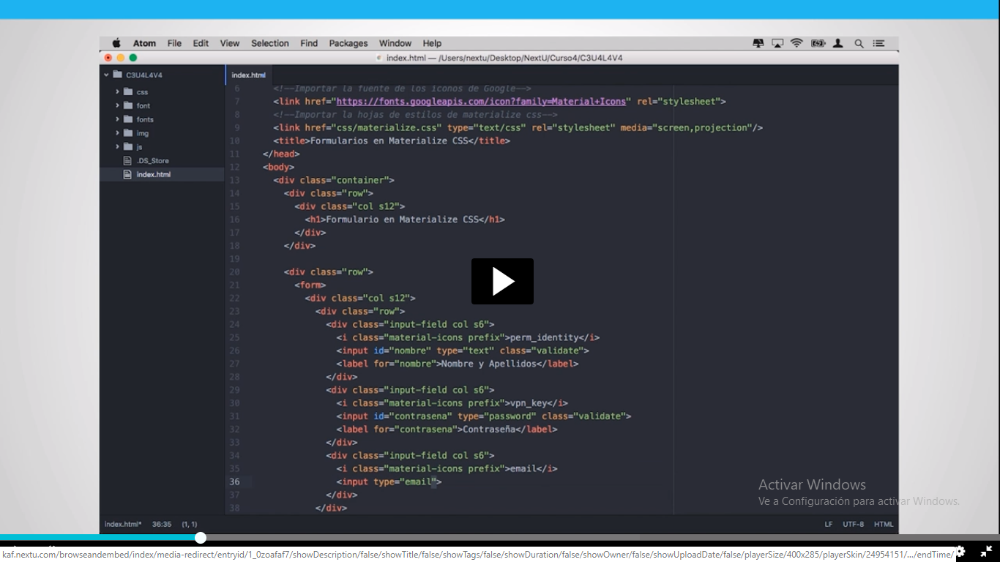 Atom File Edit View Selection Find Packages Window Help
index.html — /Users/nextu/Desktop/NextU/Curso4/C3U4L4V4
C3U4L4V4
css
font
fonts
img
js
.DS_Store
index.html
index.html
6 <!--Importar la fuente de los iconos de Google-->
7 <link href="https://fonts.googleapis.com/icon?family=Material+Icons" rel="stylesheet">
8 <!--Importar la hojas de estilos de materialize css-->
9 <link href="css/materialize.css" type="text/css" rel="stylesheet" media="screen,projection"/>
10 <title>Formularios en Materialize CSS</title>
11 </head>
12 <body>
13 <div class="container">
14 <div class="row">
15 <div class="col s12">
16 <h1>Formulario en Materialize CSS</h1>
17 </div>
18 </div>
19
20 <div class="row">
21 <form>
22 <div class="col s12">
23 <div class="row">
24 <div class="input-field col s6">
25 <i class="material-icons prefix">perm_identity</i>
26 <input id="nombre" type="text" class="validate">
27 <label for="nombre">Nombre y Apellidos</label>
28 </div>
29 <div class="input-field col s6">
30 <i class="material-icons prefix">vpn_key</i>
31 <input id="contrasena" type="password" class="validate">
32 <label for="contrasena">Contraseña</label>
33 </div>
34 <div class="input-field col s6">
35 <i class="material-icons prefix">email</i>
36 <input type="email">
37 </div>
38 </div>
Activar Windows
Ve a Configuración para activar Windows.
index.html* 36:35 (1, 1) LF UTF-8 HTML
kaf.nextu.com/browseandembed/index/media-redirect/entryid/1_0zoafaf7/showDescription/false/showTitle/false/showTags/false/showDuration/false/showOwner/false/showUploadDate/false/playerSize/400x285/playerSkin/24954151/.../endTime/